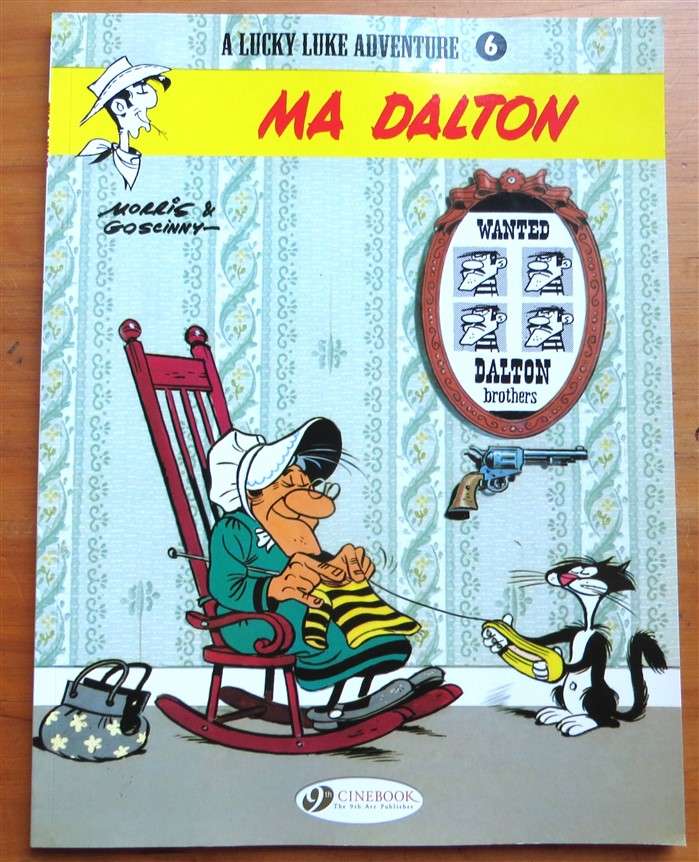 A LUCKY LUKE ADVENTURE 6
MA DALTON
MORRIS &
GOSCINNY
WANTED
DALTON
brothers
9th CINEBOOK
The 9th Art Publisher